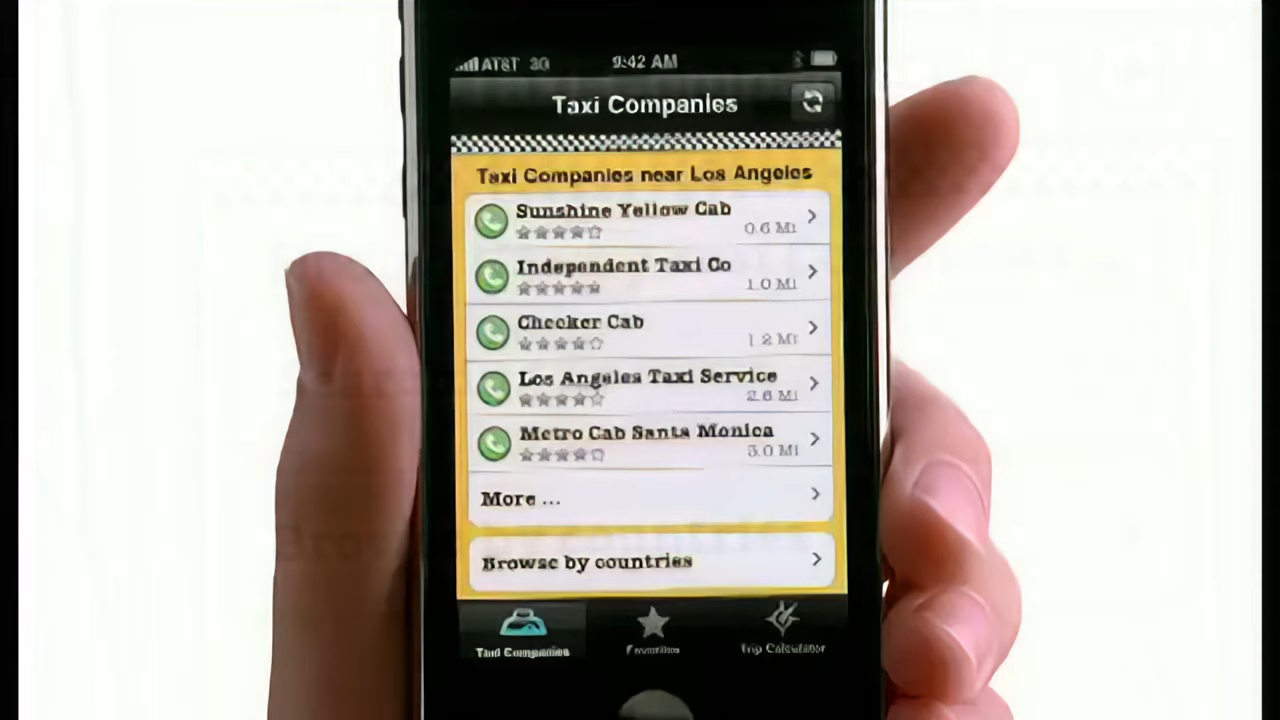 AT&T 3G 9:42 AM
Taxi Companies
Taxi Companies near Los Angeles
Sunshine Yellow Cab
0.6 Mi
Independent Taxi Co
1.0 Mi
Checker Cab
1.2 Mi
Los Angeles Taxi Service
2.6 Mi
Metro Cab Santa Monica
3.0 Mi
More ...
Browse by countries
Taxi Companies Favorites Trip Calculator